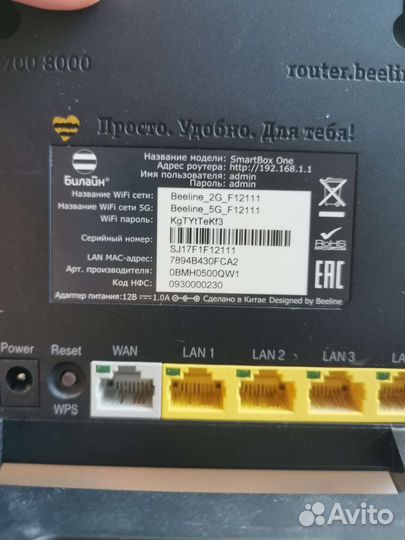 700 8000
router.beeline
Просто. Удобно. Для тебя!
Билайн®
Название модели: SmartBox One
Адрес роутера: http://192.168.1.1
Имя пользователя: admin
Пароль: admin
Название WiFi сети: Beeline_2G_F12111
Название WiFi сети 5G: Beeline_5G_F12111
WiFi пароль: KgTYtTeKf3
Серийный номер:
SJ17F1F12111
LAN MAC-адрес: 7894B430FCA2
Арт. производителя: 0BMH0500QW1
Код НФС: 0930000230
RoHS
EAC
Адаптер питания: 12В 1.0А Сделано в Китае Designed by Beeline
Power Reset WAN LAN 1 LAN 2 LAN 3 LA
WPS
Avito